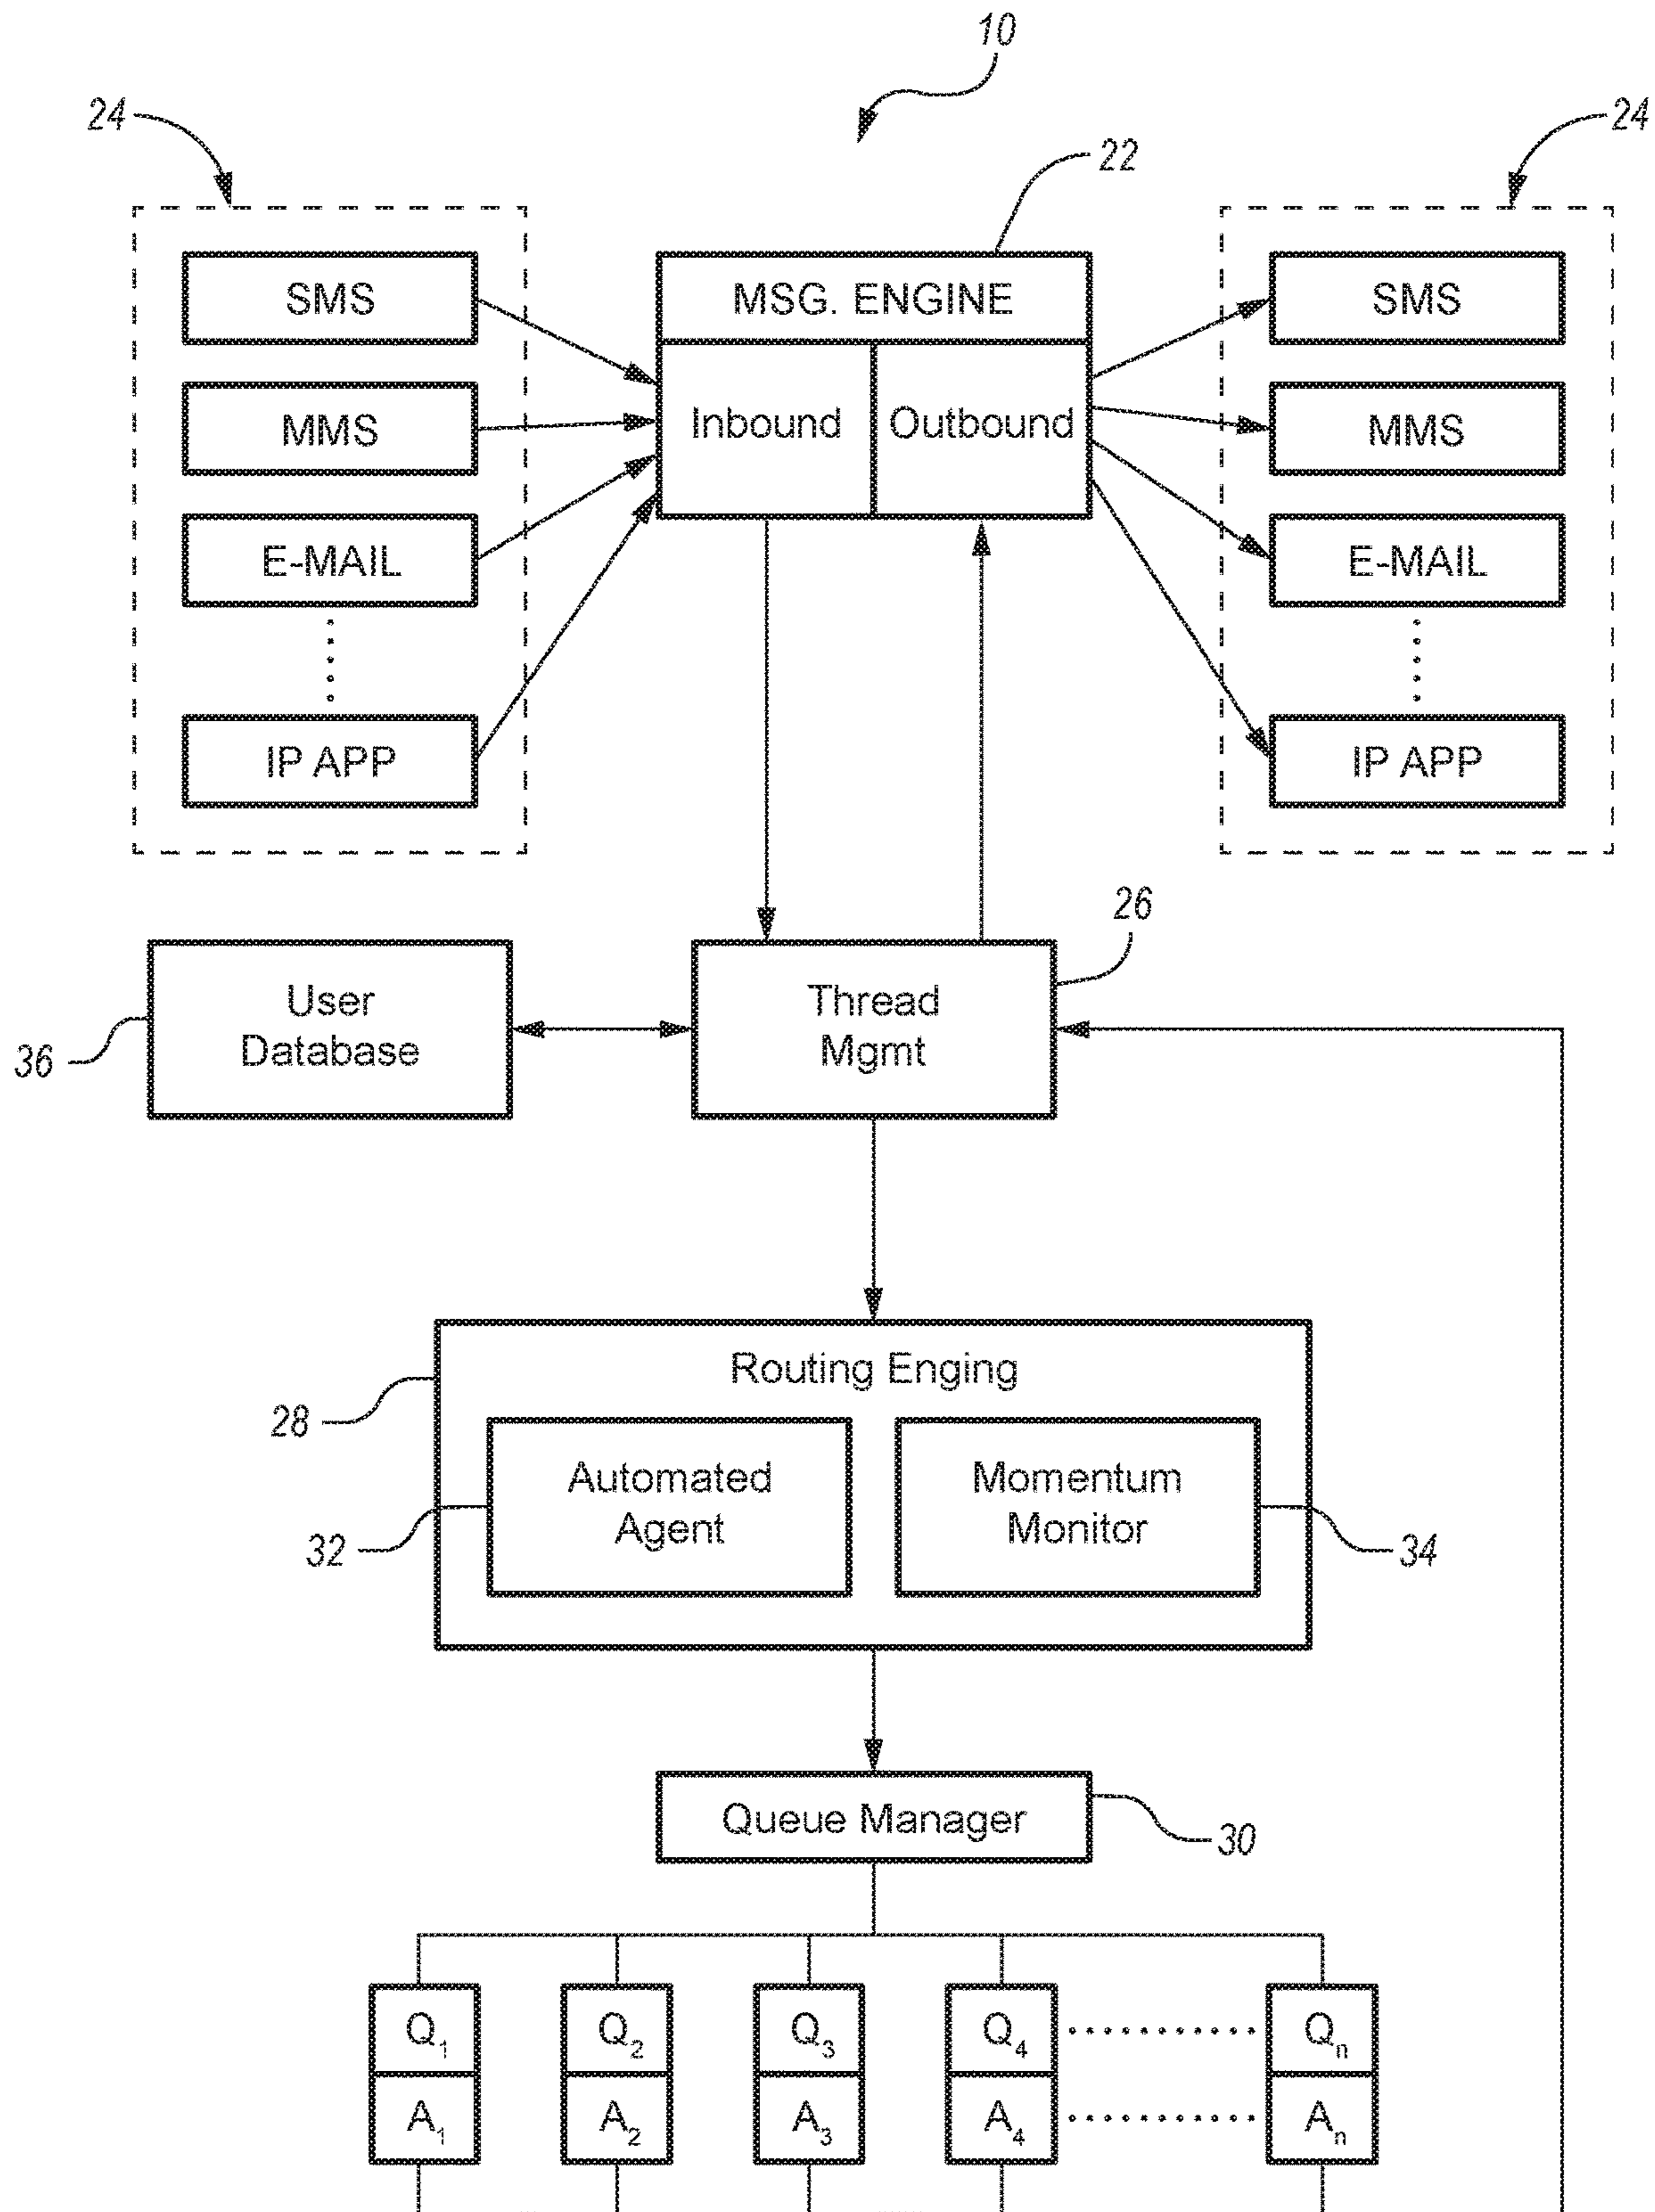 10
24
24
22
SMS
MSG. ENGINE
SMS
MMS
Inbound
Outbound
MMS
E-MAIL
E-MAIL
IP APP
IP APP
26
User
Database
Thread
Mgmt
36
Routing Enging
28
Automated
Agent
Momentum
Monitor
32
34
Queue Manager
30
Q1
Q2
Q3
Q4
Qn
A1
A2
A3
A4
An